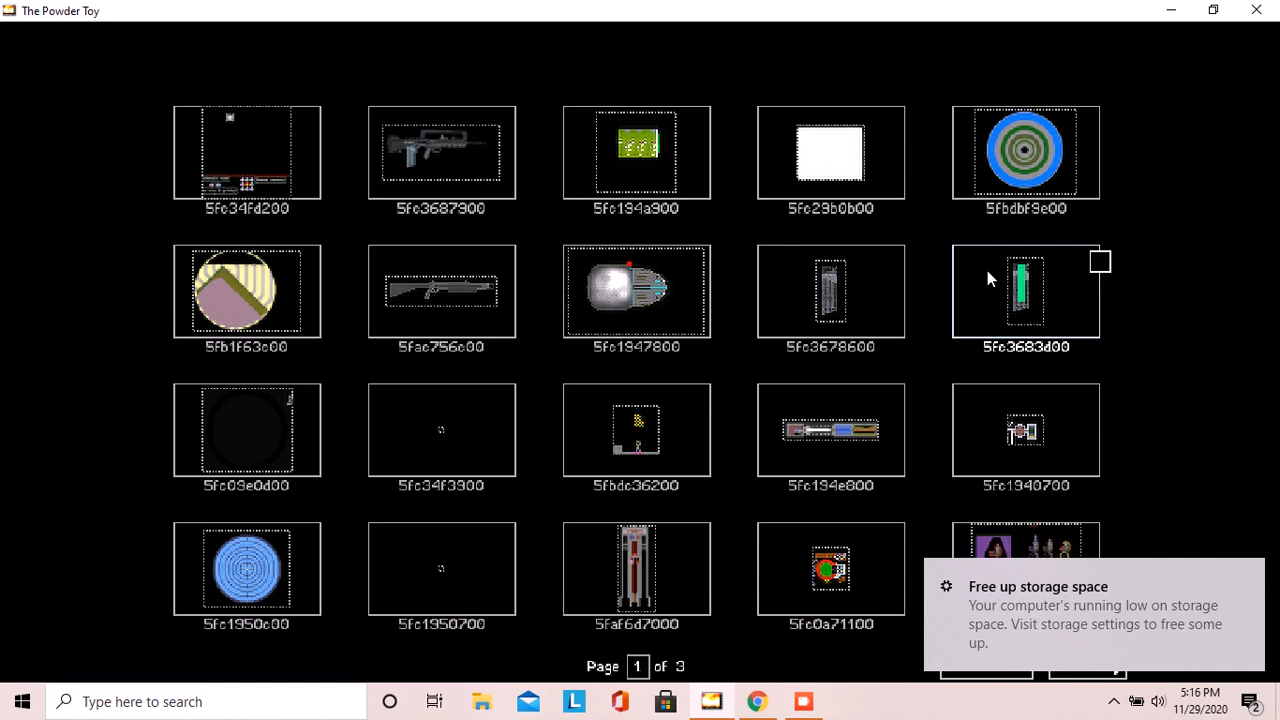 The Powder Toy
5fc34fd200
5fc3687900
5fc194a900
5fc29b0b00
5fbdbf9e00
5fb1f63c00
5fac756c00
5fc1947800
5fc3678600
5fc3683d00
5fc09e0d00
5fc34f3900
5fbdc36200
5fc194e800
5fc1940700
5fc1950c00
5fc1950700
5faf6d7000
5fc0a71100
Free up storage space
Your computer's running low on storage
space. Visit storage settings to free some
up.
Page 1 of 3
Type here to search
5:16 PM
11/29/2020
2